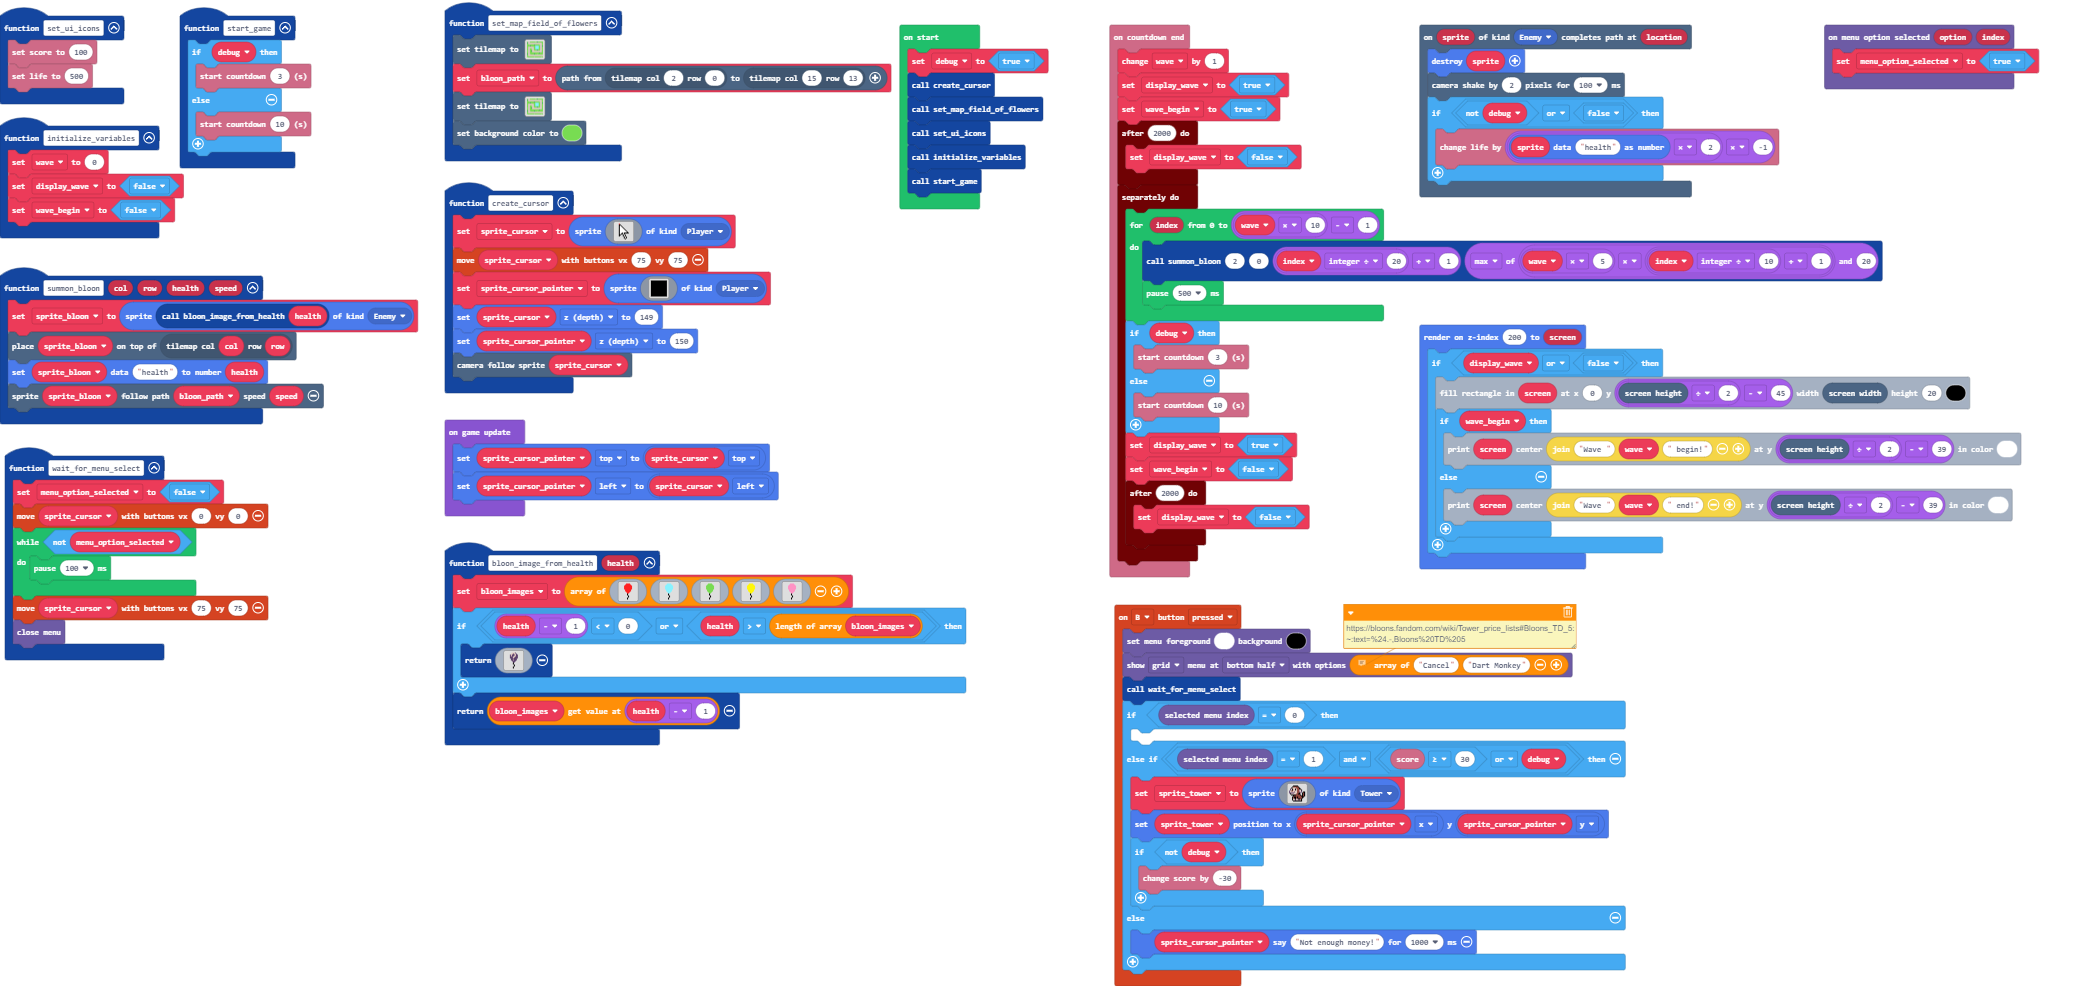 function set_ui_icons
set score to 100
set life to 500
function start_game
if debug then
start countdown 3 (s)
else
start countdown 10 (s)
function initialize_variables
set wave to 0
set display_wave to false
set wave_begin to false
function summon_bloon col row health speed
set sprite_bloon to sprite call bloon_image_from_health health of kind Enemy
place sprite_bloon on top of tilemap col col row row
set sprite_bloon data "health" to number health
sprite sprite_bloon follow path bloon_path speed speed
function wait_for_menu_select
set menu_option_selected to false
move sprite_cursor with buttons vx 0 vy 0
while not menu_option_selected
do pause 100 ms
move sprite_cursor with buttons vx 75 vy 75
close menu
function set_map_field_of_flowers
set tilemap to
set bloon_path to path from tilemap col 2 row 0 to tilemap col 15 row 13
set tilemap to
set background color to
function create_cursor
set sprite_cursor to sprite of kind Player
move sprite_cursor with buttons vx 75 vy 75
set sprite_cursor_pointer to sprite of kind Player
set sprite_cursor z (depth) to 149
set sprite_cursor_pointer z (depth) to 150
camera follow sprite sprite_cursor
on game update
set sprite_cursor_pointer top to sprite_cursor top
set sprite_cursor_pointer left to sprite_cursor left
function bloon_image_from_health health
set bloon_images to array of
if health - 1 < 0 or health > length of array bloon_images then
return
return bloon_images get value at health - 1
on start
set debug to true
call create_cursor
call set_map_field_of_flowers
call set_ui_icons
call initialize_variables
call start_game
on countdown end
change wave by 1
set display_wave to true
set wave_begin to true
after 2000 do
set display_wave to false
separately do
for index from 0 to wave × 10 - 1
do
call summon_bloon 2 0 index integer ÷ 20 + 1 max of wave × 5 × index integer ÷ 10 + 1 and 20
pause 500 ms
if debug then
start countdown 3 (s)
else
start countdown 10 (s)
set display_wave to true
set wave_begin to false
after 2000 do
set display_wave to false
on sprite of kind Enemy completes path at location
destroy sprite
camera shake by 2 pixels for 100 ms
if not debug or false then
change life by sprite data "health" as number × 2 × -1
on menu option selected option index
set menu_option_selected to true
render on z-index 200 to screen
if display_wave or false then
fill rectangle in screen at x 0 y screen height ÷ 2 - 45 width screen width height 20
if wave_begin then
print screen center join "Wave " wave " begin!" at y screen height ÷ 2 - 39 in color
else
print screen center join "Wave " wave " end!" at y screen height ÷ 2 - 39 in color
on B button pressed
https://bloons.fandom.com/wiki/Tower_price_lists#Bloons_TD_5:
~:text=%24.-,Bloons%20TD%205
set menu foreground background
show grid menu at bottom half with options array of "Cancel" "Dart Monkey"
call wait_for_menu_select
if selected menu index = 0 then
else if selected menu index = 1 and score ≥ 30 or debug then
set sprite_tower to sprite of kind Tower
set sprite_tower position to x sprite_cursor_pointer x y sprite_cursor_pointer y
if not debug then
change score by -30
else
sprite_cursor_pointer say "Not enough money!" for 1000 ms